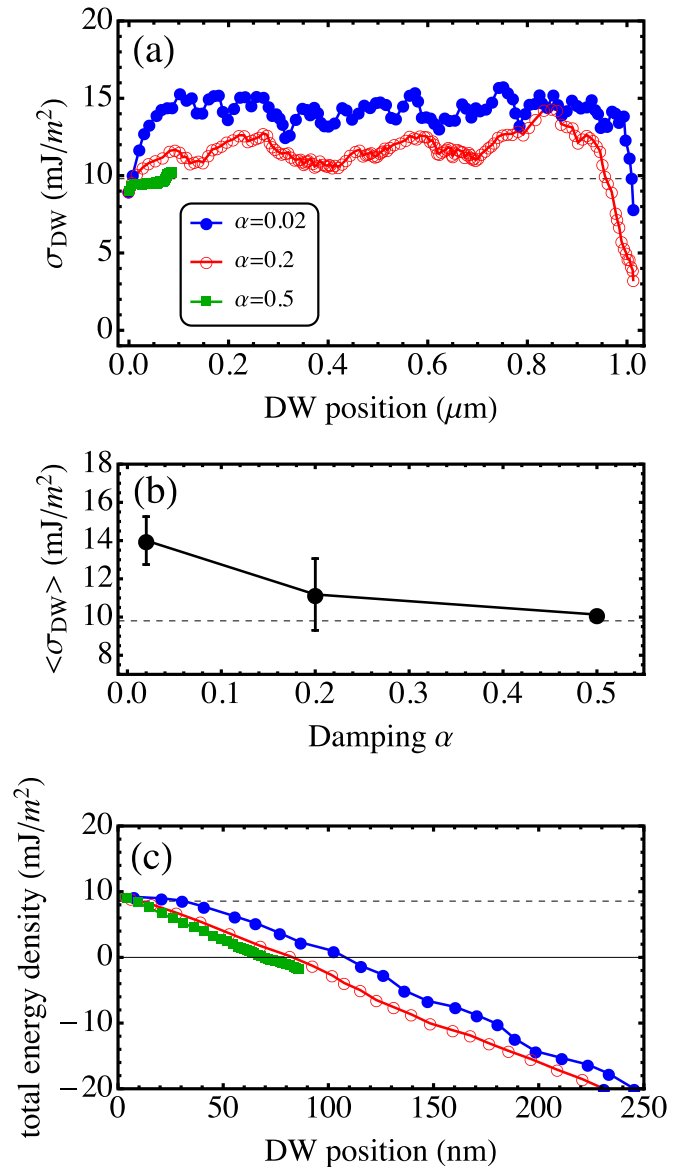 (a)
20
15
10
5
0
σDW (mJ/m²)
α=0.02
α=0.2
α=0.5
0.0 0.2 0.4 0.6 0.8 1.0
DW position (μm)
(b)
18
16
14
12
10
8
<σDW> (mJ/m²)
0.0 0.1 0.2 0.3 0.4 0.5
Damping α
(c)
20
10
0
−10
−20
total energy density (mJ/m²)
0 50 100 150 200 250
DW position (nm)